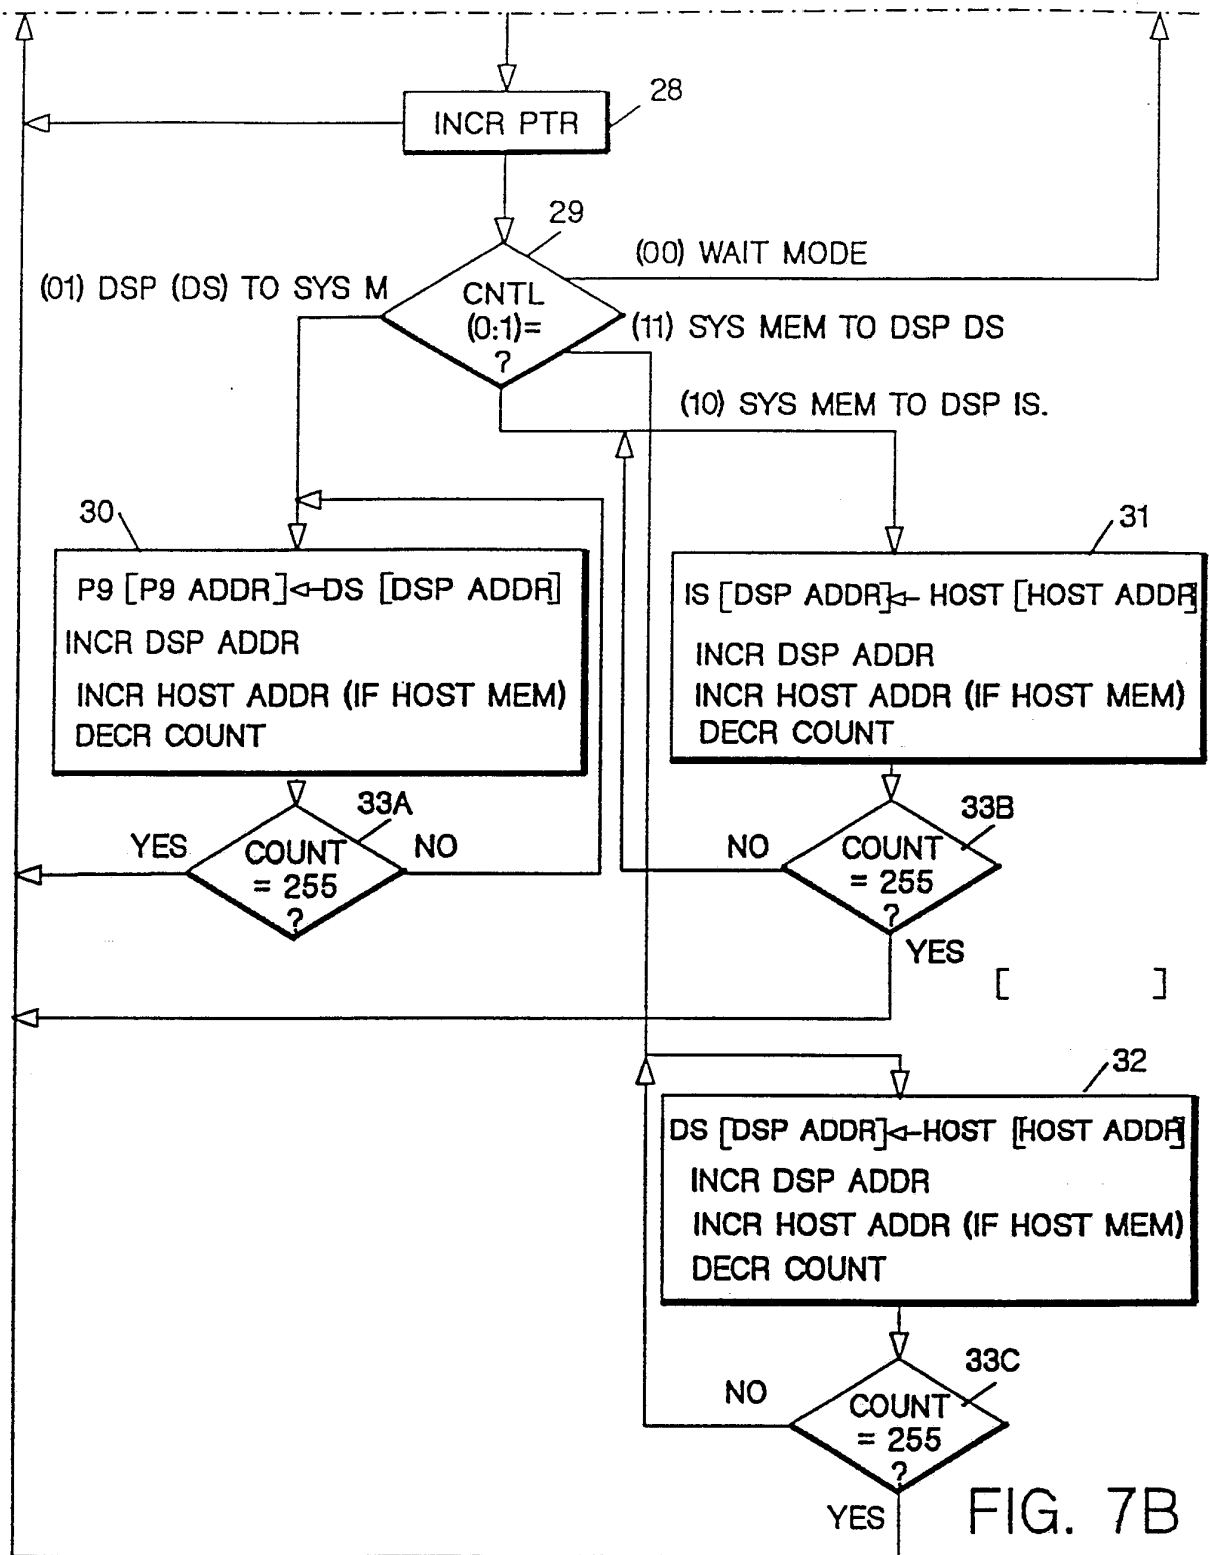 28
INCR PTR
29
(00) WAIT MODE
(01) DSP (DS) TO SYS M
CNTL
(0:1)=
?
(11) SYS MEM TO DSP DS
(10) SYS MEM TO DSP IS.
30
P9 [P9 ADDR]←DS [DSP ADDR]
INCR DSP ADDR
INCR HOST ADDR (IF HOST MEM)
DECR COUNT
31
IS [DSP ADDR]← HOST [HOST ADDR]
INCR DSP ADDR
INCR HOST ADDR (IF HOST MEM)
DECR COUNT
33A
YES
COUNT
= 255
?
NO
33B
NO
COUNT
= 255
?
YES
[ ]
32
DS [DSP ADDR]←HOST [HOST ADDR]
INCR DSP ADDR
INCR HOST ADDR (IF HOST MEM)
DECR COUNT
33C
NO
COUNT
= 255
?
YES
FIG. 7B